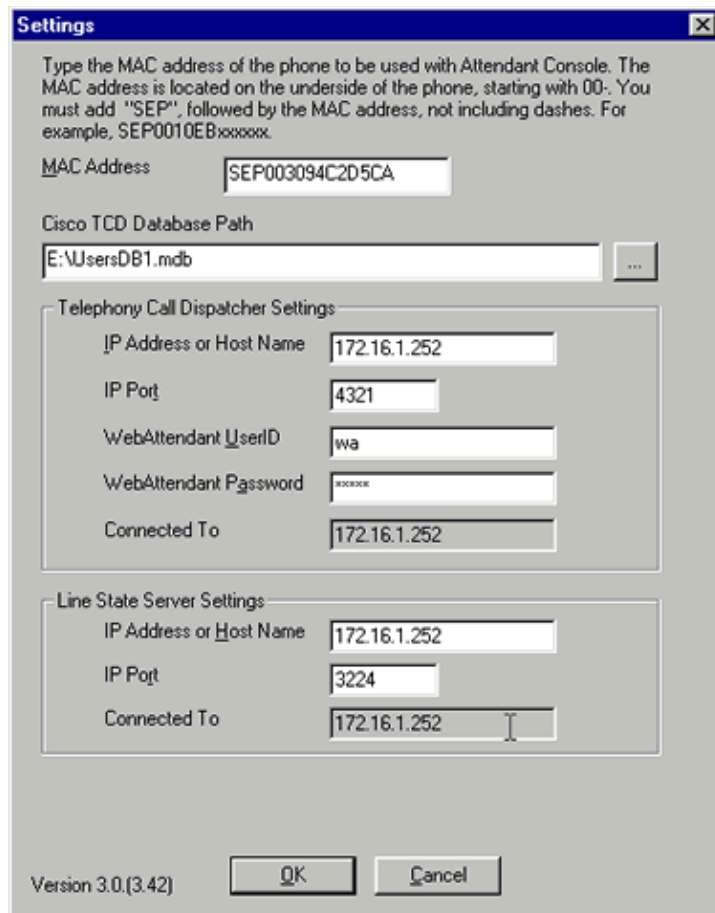 Settings
Type the MAC address of the phone to be used with Attendant Console. The
MAC address is located on the underside of the phone, starting with 00-. You
must add "SEP", followed by the MAC address, not including dashes. For
example, SEP0010EBxxxxxx.
MAC Address SEP003094C2D5CA
Cisco TCD Database Path
E:\UsersDB1.mdb ...
Telephony Call Dispatcher Settings
IP Address or Host Name 172.16.1.252
IP Port 4321
WebAttendant UserID wa
WebAttendant Password *****
Connected To 172.16.1.252
Line State Server Settings
IP Address or Host Name 172.16.1.252
IP Port 3224
Connected To 172.16.1.252
Version 3.0.(3.42) OK Cancel